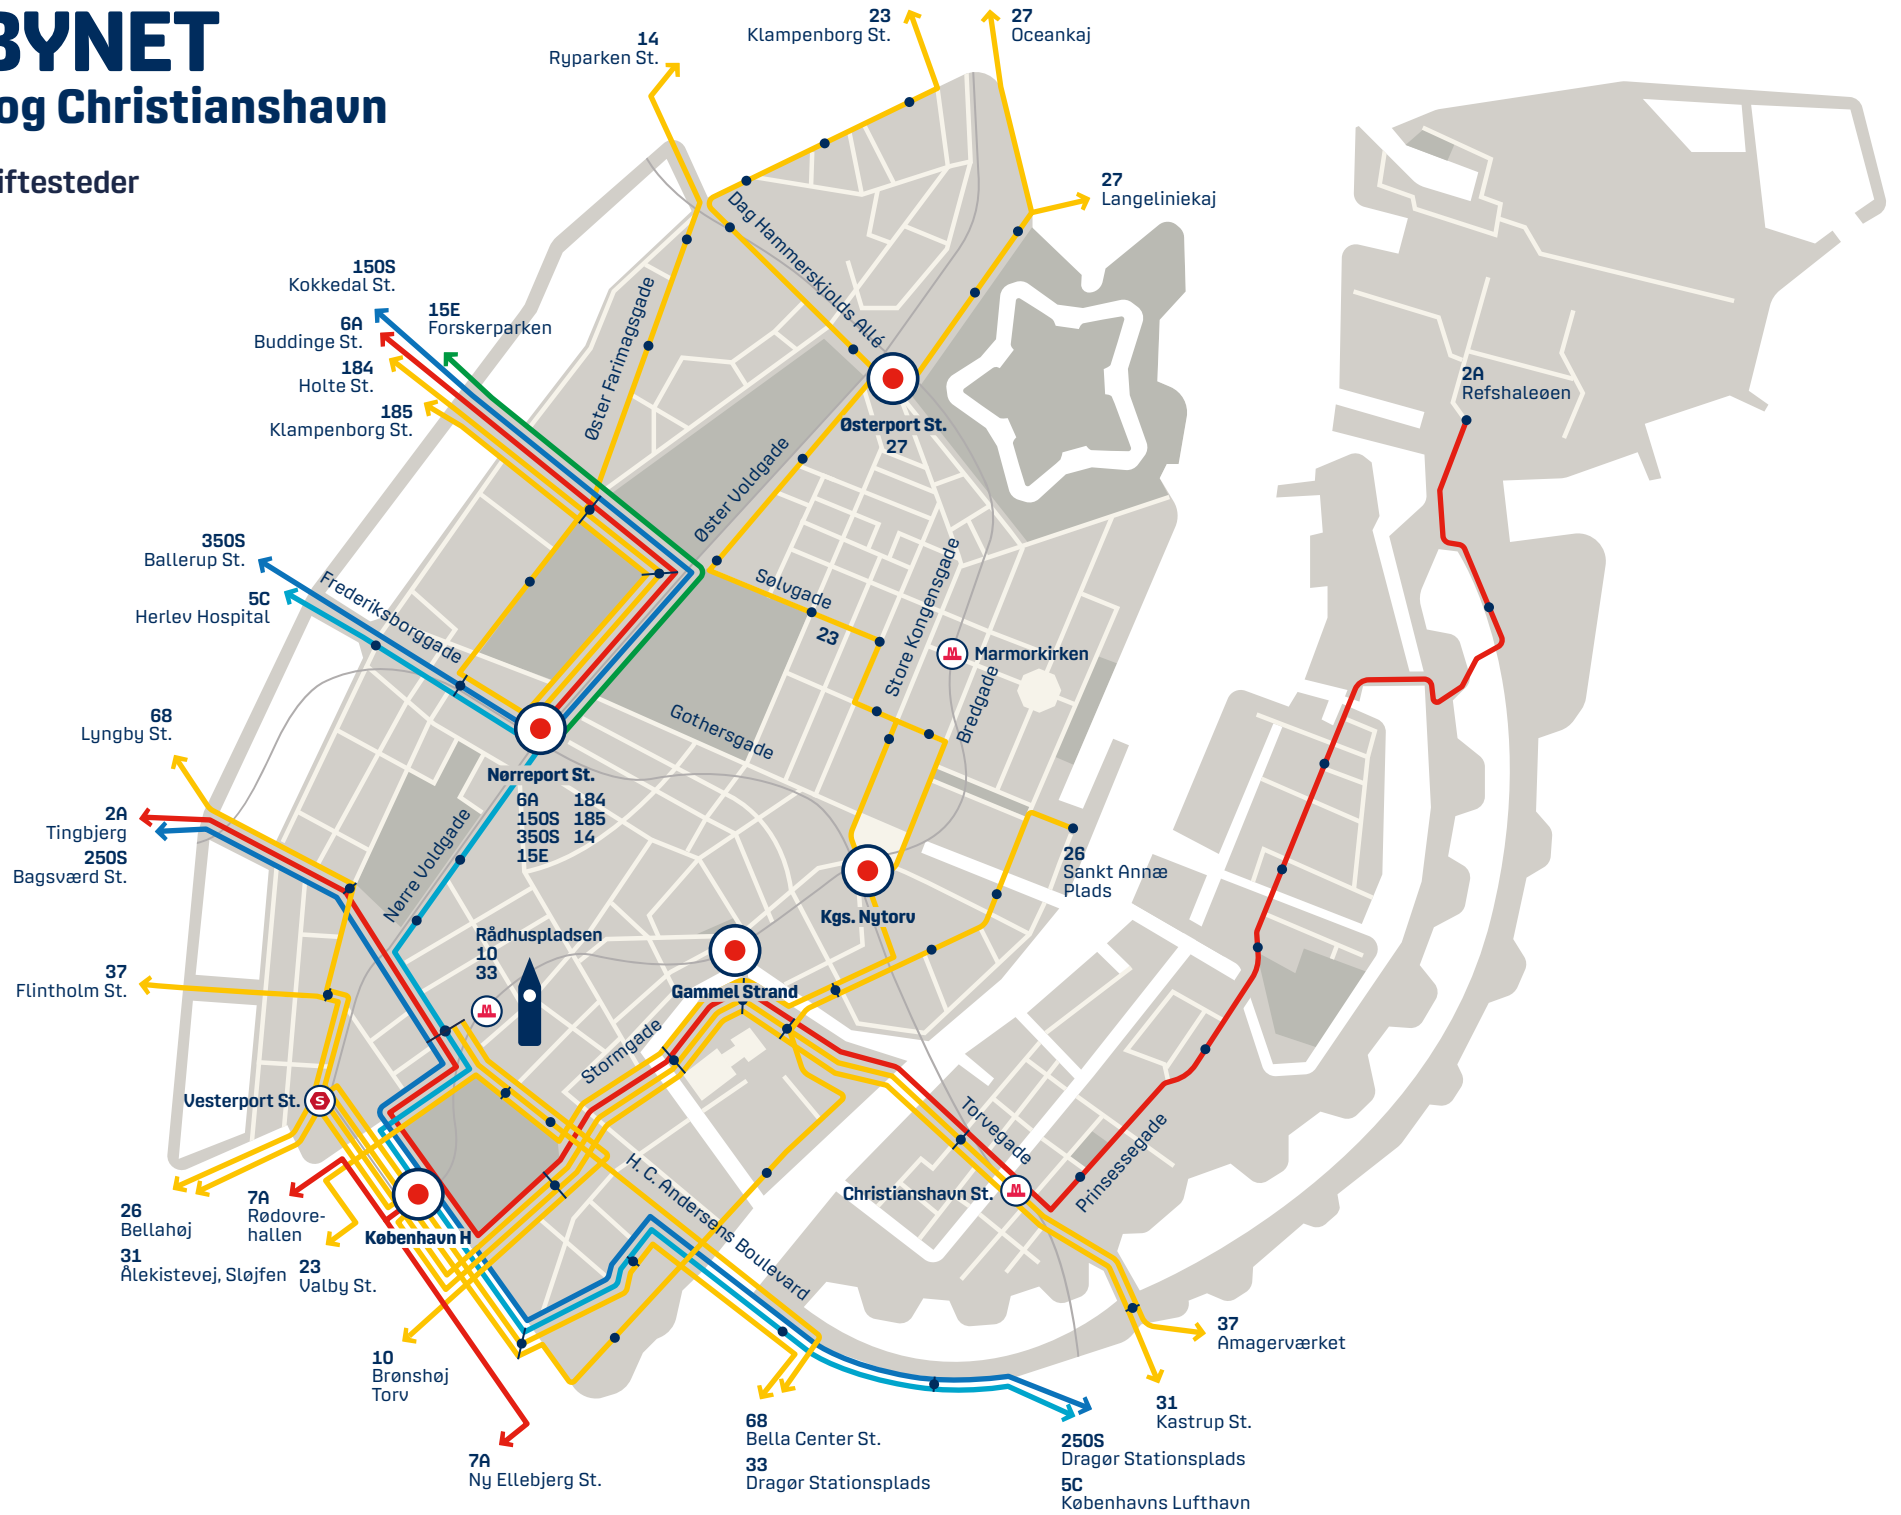 BYNET
og Christianshavn
iftesteder
14
Ryparken St.
23
Klampenborg St.
27
Oceankaj
27
Langeliniekaj
150S
Kokkedal St.
6A
Buddinge St.
184
Holte St.
185
Klampenborg St.
15E
Forskerparken
Dag Hammerskjolds Allé
Øster Farimagsgade
Østerport St.
27
2A
Refshaleøen
Øster Voldgade
350S
Ballerup St.
5C
Herlev Hospital
Frederiksborggade
Sølvgade
23
Store Kongensgade
M
Marmorkirken
Bredgade
Gothersgade
68
Lyngby St.
Nørreport St.
6A 184
150S 185
350S 14
15E
2A
Tingbjerg
250S
Bagsværd St.
Nørre Voldgade
26
Sankt Annæ
Plads
Kgs. Nytorv
Rådhuspladsen
10
33
M
Gammel Strand
37
Flintholm St.
Stormgade
Vesterport St.
S
Torvegade
Prinsessegade
Christianshavn St.
M
H. C. Andersens Boulevard
26
Bellahøj
31
Ålekistevej, Sløjfen
7A
Rødovre-
hallen
23
Valby St.
København H
10
Brønshøj
Torv
7A
Ny Ellebjerg St.
68
Bella Center St.
33
Dragør Stationsplads
37
Amagerværket
31
Kastrup St.
250S
Dragør Stationsplads
5C
Københavns Lufthavn